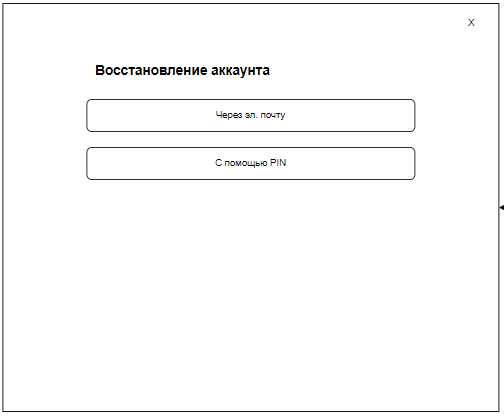 X
Восстановление аккаунта
Через эл. почту
С помощью PIN